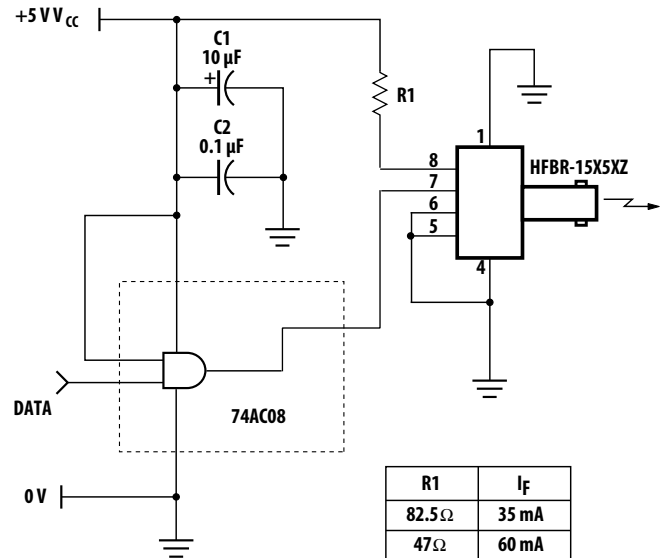 +5 V V_CC
C1
10 µF
+
R1
C2
0.1 µF
1
HFBR-15X5XZ
8
7
6
5
4
DATA
74AC08
0 V
R1 I_F
82.5Ω 35 mA
47Ω 60 mA